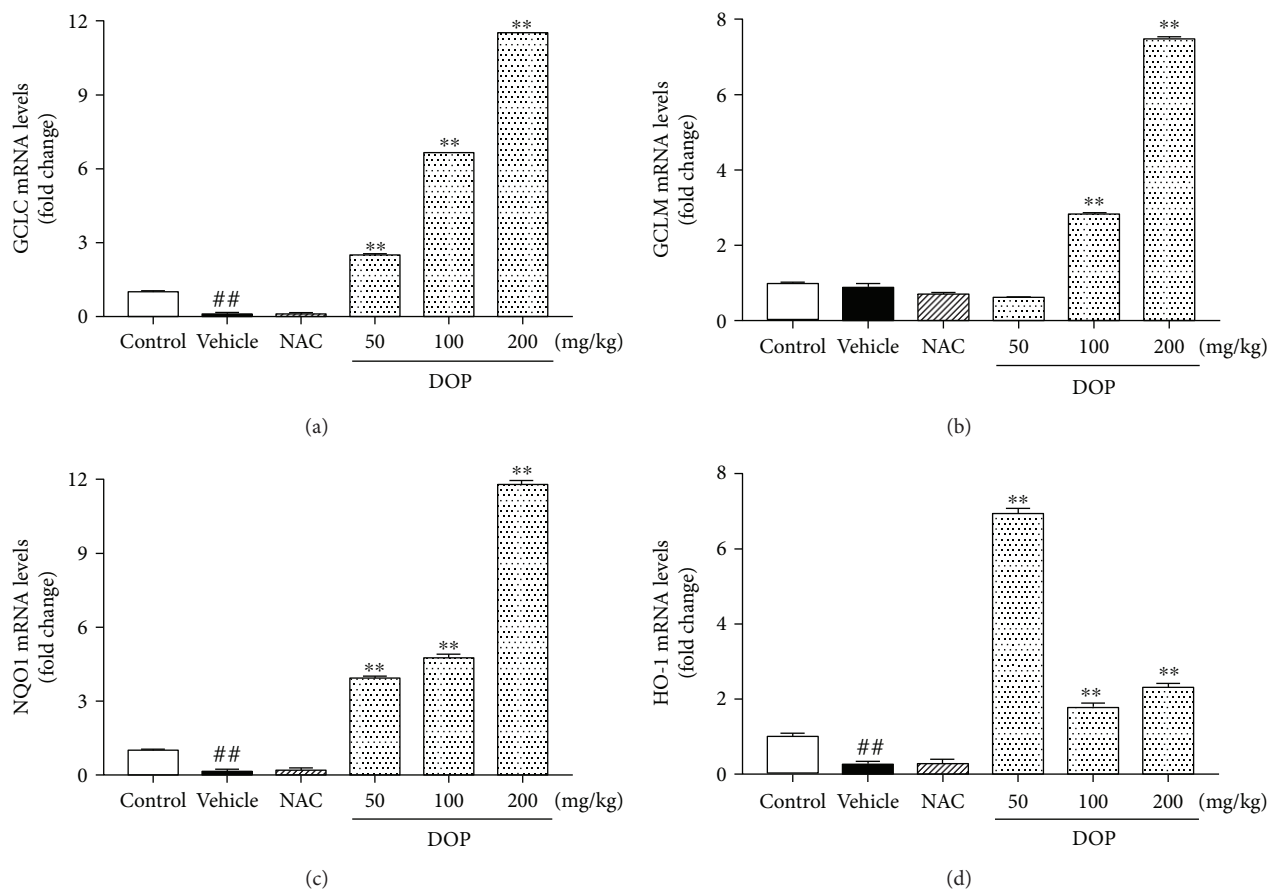 GCLC mRNA levels
(fold change)
12
9
6
3
0
##
**
**
**
Control Vehicle NAC 50 100 200 (mg/kg)
DOP
(a)
GCLM mRNA levels
(fold change)
8
6
4
2
0
**
**
Control Vehicle NAC 50 100 200 (mg/kg)
DOP
(b)
NQO1 mRNA levels
(fold change)
12
9
6
3
0
##
**
**
**
Control Vehicle NAC 50 100 200 (mg/kg)
DOP
(c)
HO-1 mRNA levels
(fold change)
8
6
4
2
0
##
**
**
**
Control Vehicle NAC 50 100 200 (mg/kg)
DOP
(d)